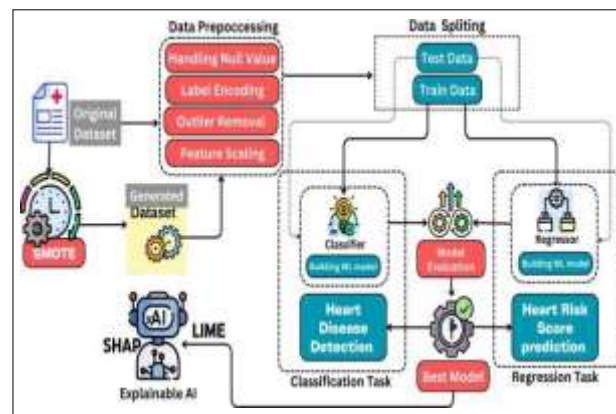 Data Prepoccessing
Handling Null Value
Label Encoding
Outlier Removal
Feature Scaling
Data Spliting
Test Data
Train Data
Original
Dataset
SMOTE
Generated
Dataset
Classifier
Building ML model
Heart
Disease
Detection
Classification Task
Model
Evaluation
Best Model
Regressor
Building ML model
Heart Risk
Score
prediction
Regression Task
AI
SHAP
LIME
Explainable AI